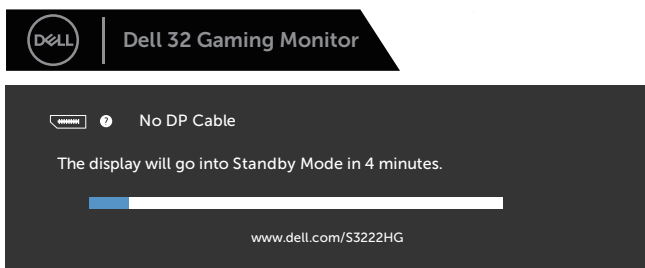 DELL
Dell 32 Gaming Monitor
? No DP Cable
The display will go into Standby Mode in 4 minutes.
www.dell.com/S3222HG